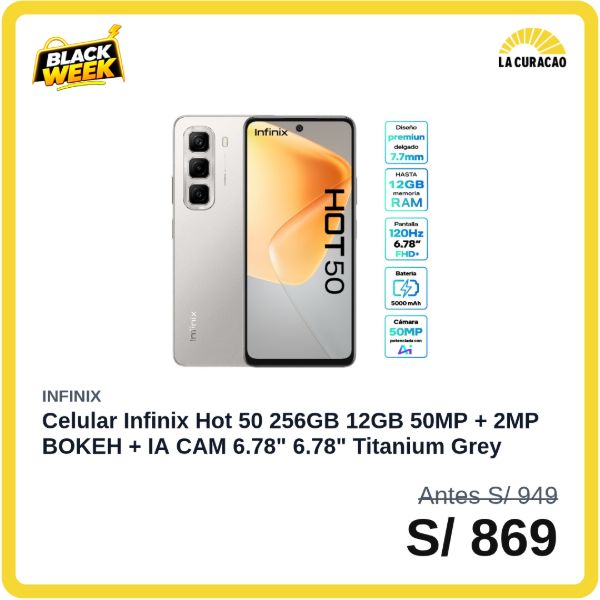 BLACK
WEEK
LA CURACAO
Infinix
HOT 50
Infinix
Diseño
premiun
delgado
7.7mm
HASTA
12GB
memoria
RAM
Pantalla
120Hz
6.78"
FHD+
Batería
5000 mAh
Cámara
50MP
potenciada con
Ai
INFINIX
Celular Infinix Hot 50 256GB 12GB 50MP + 2MP
BOKEH + IA CAM 6.78" 6.78" Titanium Grey
Antes S/ 949
S/ 869